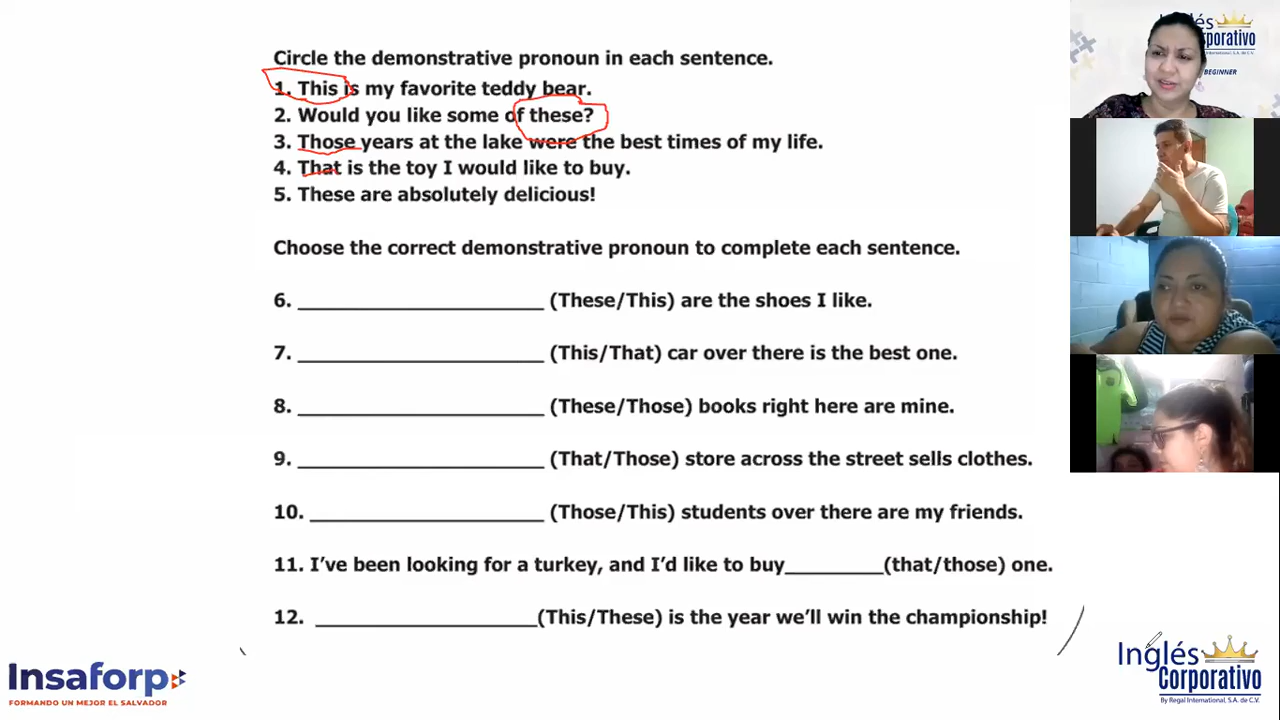 Circle the demonstrative pronoun in each sentence.
1. This is my favorite teddy bear.
2. Would you like some of these?
3. Those years at the lake were the best times of my life.
4. That is the toy I would like to buy.
5. These are absolutely delicious!
Choose the correct demonstrative pronoun to complete each sentence.
6. ______________________ (These/This) are the shoes I like.
7. ______________________ (This/That) car over there is the best one.
8. ______________________ (These/Those) books right here are mine.
9. ______________________ (That/Those) store across the street sells clothes.
10. _____________________ (Those/This) students over there are my friends.
11. I've been looking for a turkey, and I'd like to buy________(that/those) one.
12. ____________________(This/These) is the year we'll win the championship!
Insaforp
FORMANDO UN MEJOR EL SALVADOR
Inglés
Corporativo
By Regal International, S.A. de C.V.
Corporativo
International, S.A. de C.V.
BEGINNER